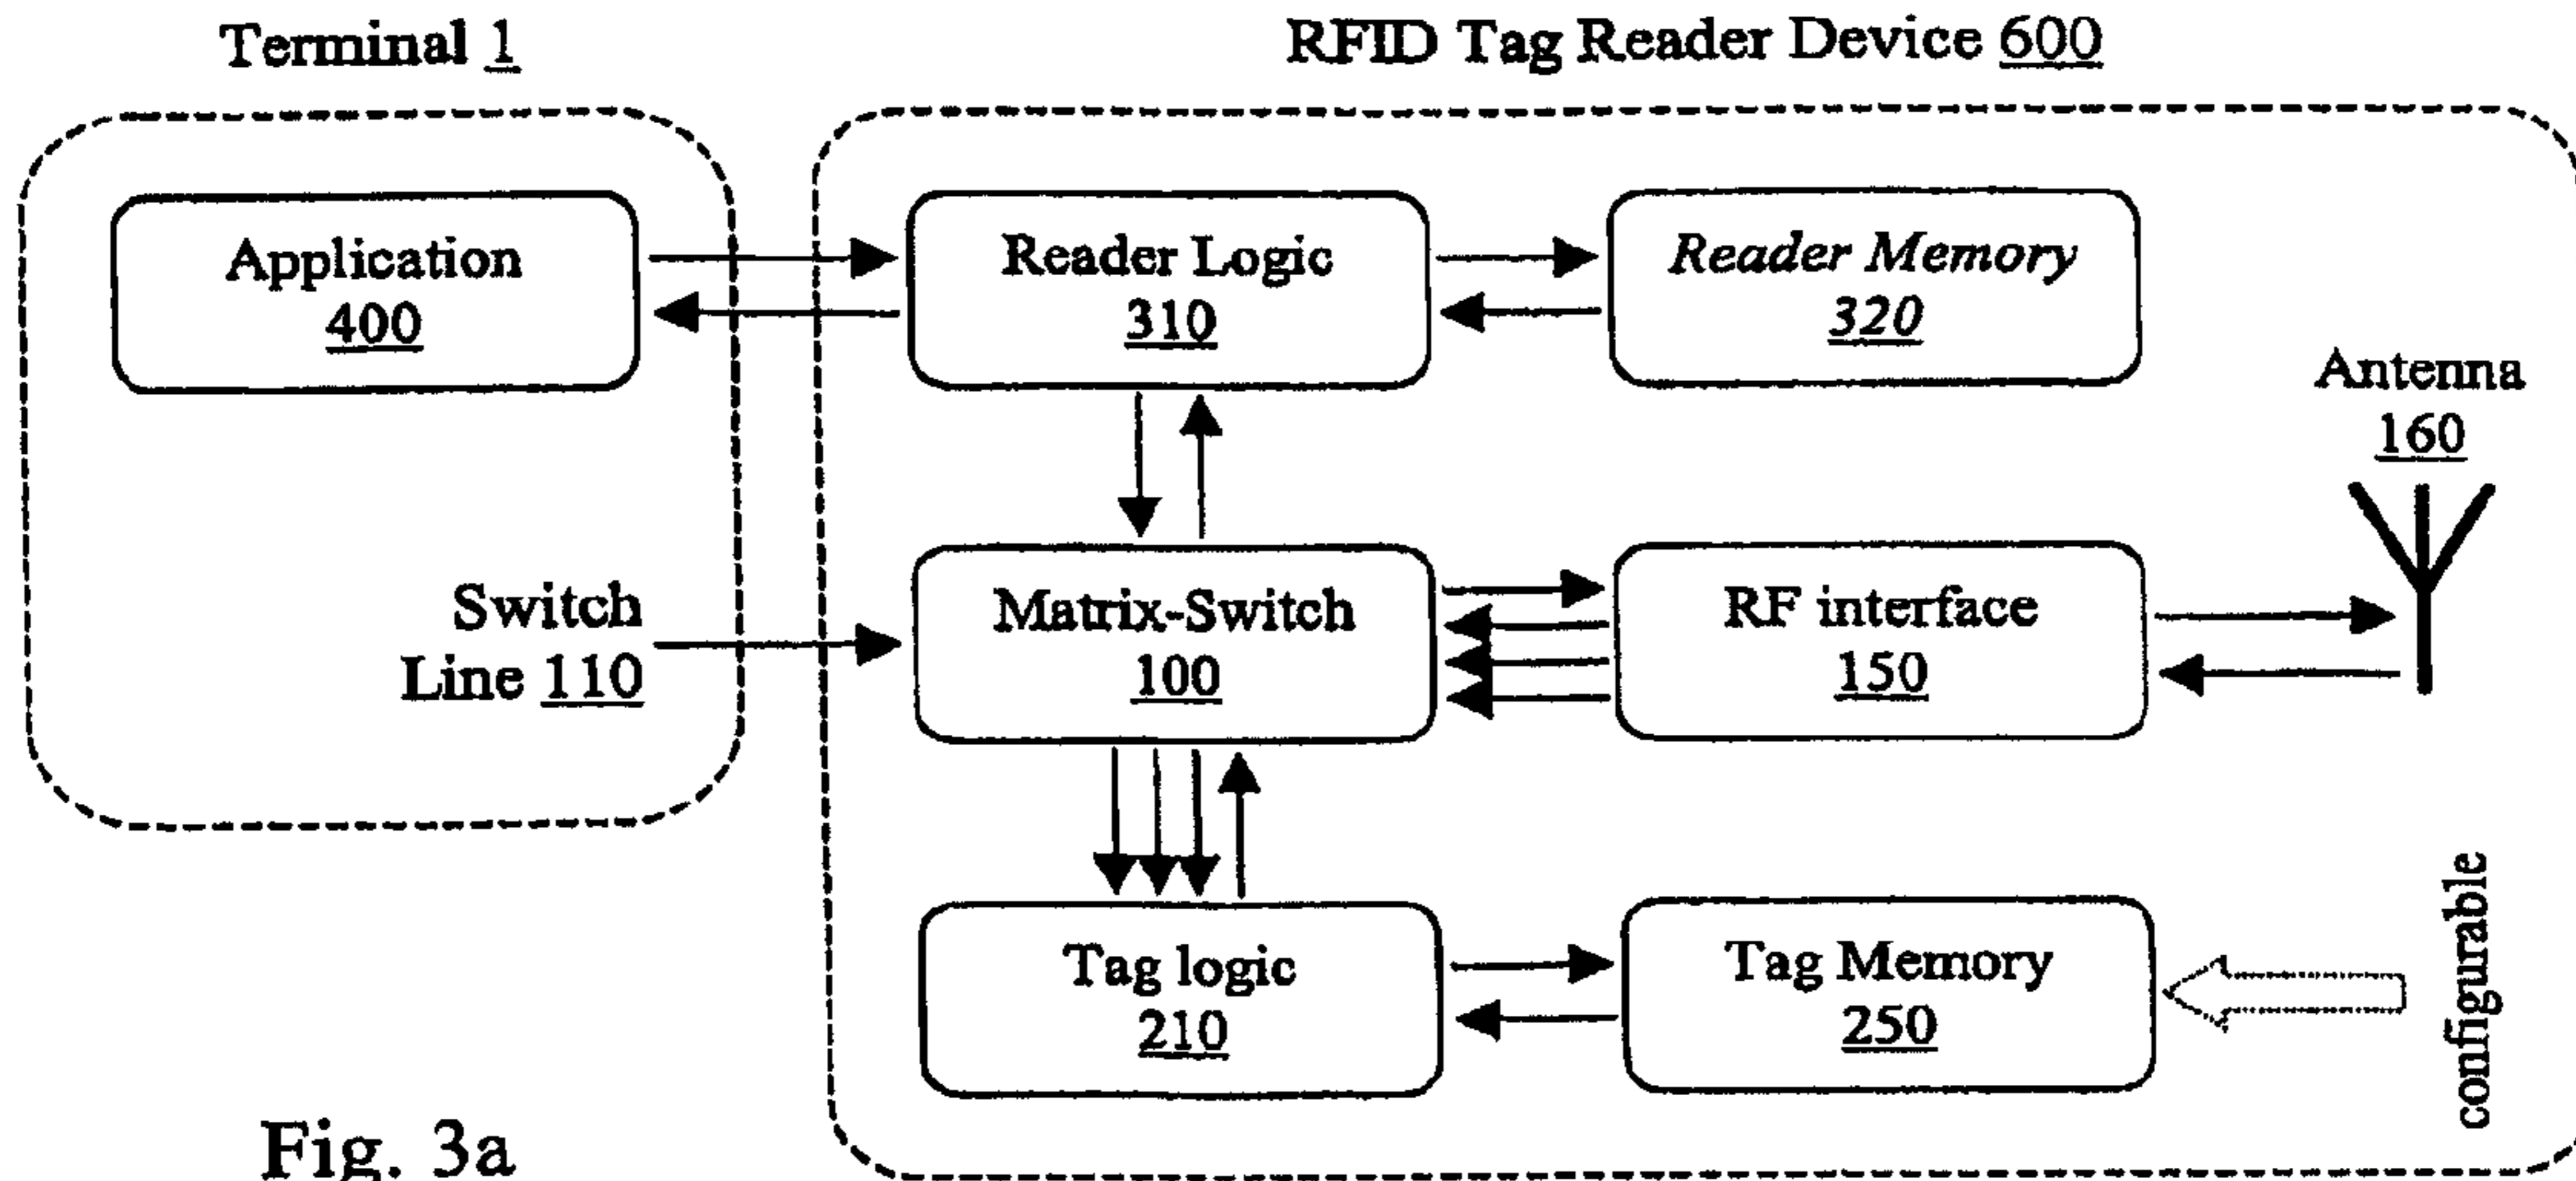 Terminal 1
RFID Tag Reader Device 600
Application
400
Reader Logic
310
Reader Memory
320
Antenna
160
Switch
Line 110
Matrix-Switch
100
RF interface
150
Tag logic
210
Tag Memory
250
configurable
Fig. 3a